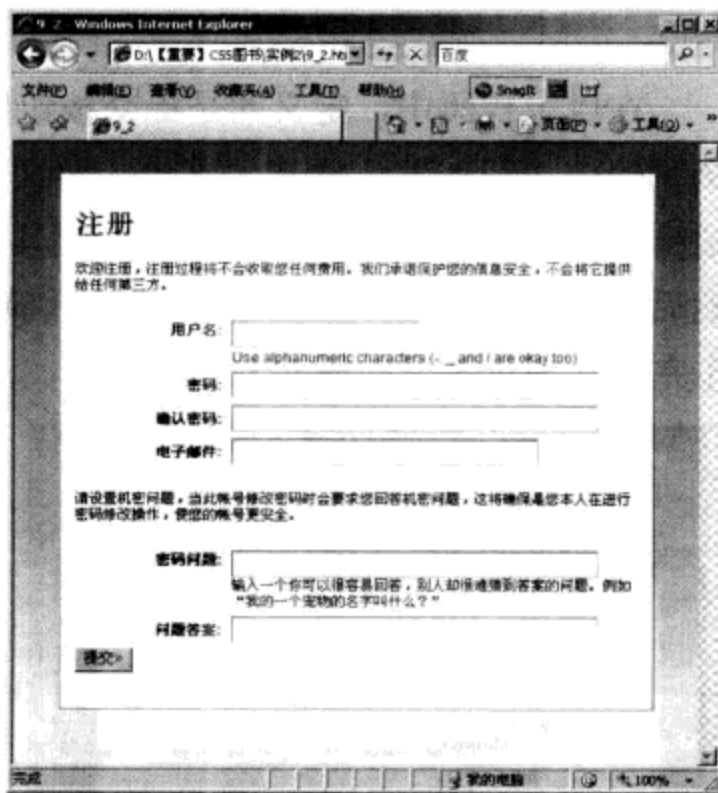 9_2 - Windows Internet Explorer
D:\【重要】CSS图书\实例2\9_2.htm
百度
文件(F) 编辑(E) 查看(V) 收藏夹(A) 工具(T) 帮助(H) SnagIt
9_2 页面(P) 工具(O)
注册
欢迎注册，注册过程将不会收取您任何费用。我们承诺保护您的信息安全，不会将它提供
给任何第三方。
用户名:
Use alphanumeric characters (-, _ and / are okay too)
密码:
确认密码:
电子邮件:
请设置机密问题，当此帐号修改密码时会要求您回答机密问题，这将确保是您本人在进行
密码修改操作，使您的帐号更安全。
密码问题:
输入一个你可以很容易回答，别人却很难猜到答案的问题。例如
“我的一个宠物的名字叫什么？”
问题答案:
提交»
完成 我的电脑 100%